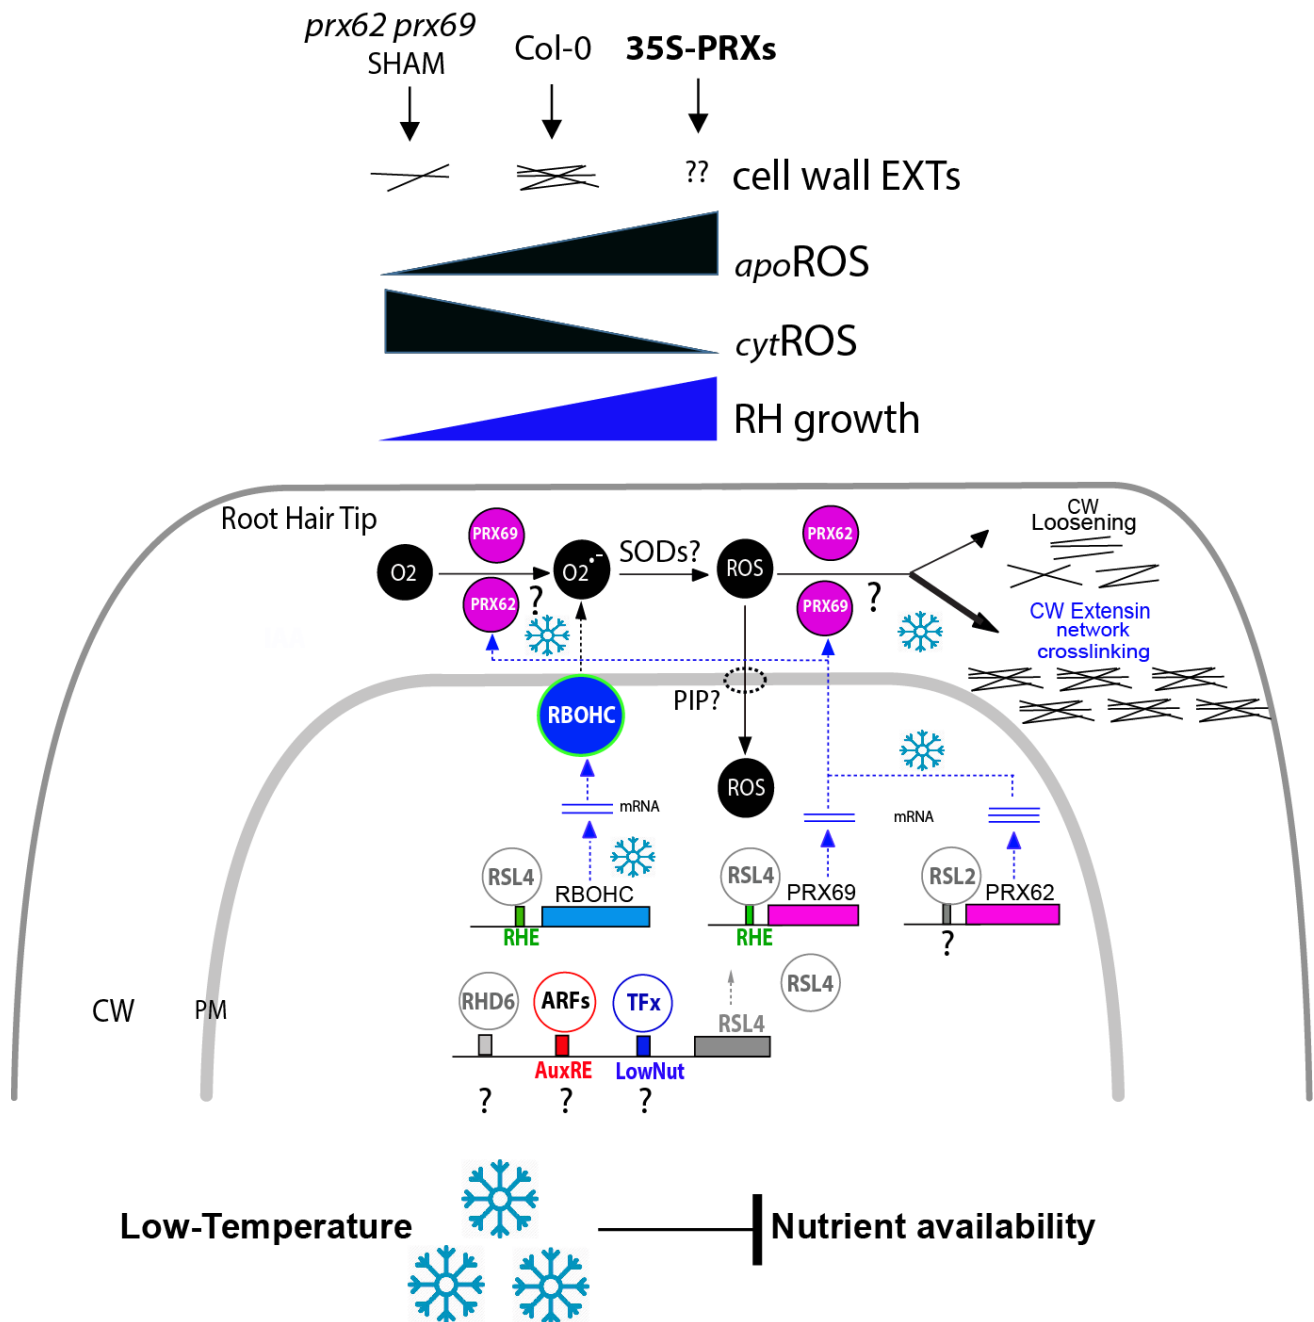 prx62 prx69
SHAM
Col-0
35S-PRXs
??
cell wall EXTs
apoROS
cytROS
RH growth
Root Hair Tip
O2
PRX69
PRX62
?
O2•-
SODs?
ROS
PRX62
PRX69
?
CW
Loosening
CW Extensin
network
crosslinking
RBOHC
PIP?
ROS
mRNA
mRNA
RSL4
RBOHC
RHE
RSL4
PRX69
RHE
RSL2
PRX62
?
RSL4
RHD6
ARFs
TFx
RSL4
AuxRE
LowNut
?
?
?
CW
PM
Low-Temperature
Nutrient availability